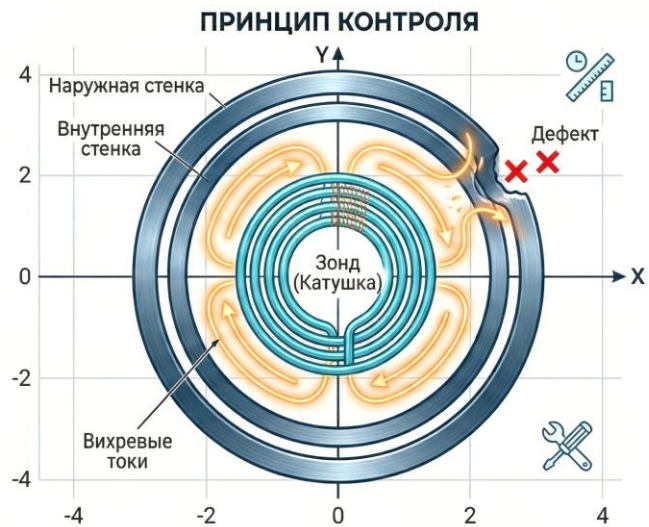 ПРИНЦИП КОНТРОЛЯ
Y
4
Наружная стенка
Внутренняя
стенка
Дефект
2
Зонд
(Катушка)
0
X
-2
Вихревые
токи
-4
-4
-2
0
2
4